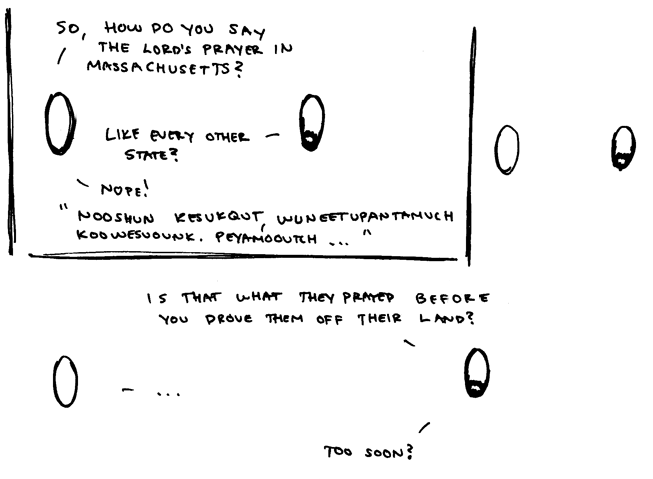 SO, HOW DO YOU SAY
THE LORD'S PRAYER IN
MASSACHUSETTS?
LIKE EVERY OTHER
STATE?
NOPE!
"NOOSHUN KESUKQUT, WUNEETUPANTAMUCH
KOOWESUOUNK. PEYAMOOUTCH ..."
IS THAT WHAT THEY PRAYED BEFORE
YOU DROVE THEM OFF THEIR LAND?
...
TOO SOON?